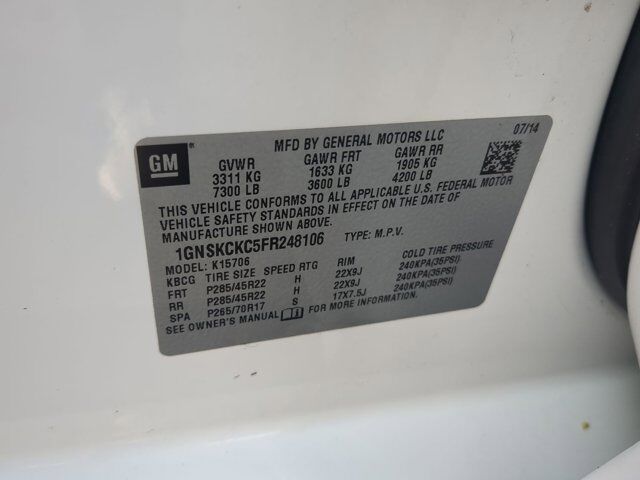 MFD BY GENERAL MOTORS LLC 07/14
GM GVWR GAWR FRT GAWR RR
3311 KG 1633 KG 1905 KG
7300 LB 3600 LB 4200 LB
THIS VEHICLE CONFORMS TO ALL APPLICABLE U.S. FEDERAL MOTOR
VEHICLE SAFETY STANDARDS IN EFFECT ON THE DATE OF
MANUFACTURE SHOWN ABOVE.
1GNSKCKC5FR248106 TYPE: M.P.V.
MODEL: K15706
KBCG TIRE SIZE SPEED RTG RIM COLD TIRE PRESSURE
FRT P285/45R22 H 22X9J 240KPA(35PSI)
RR P285/45R22 H 22X9J 240KPA(35PSI)
SPA P265/70R17 S 17X7.5J 240KPA(35PSI)
SEE OWNER'S MANUAL FOR MORE INFORMATION.